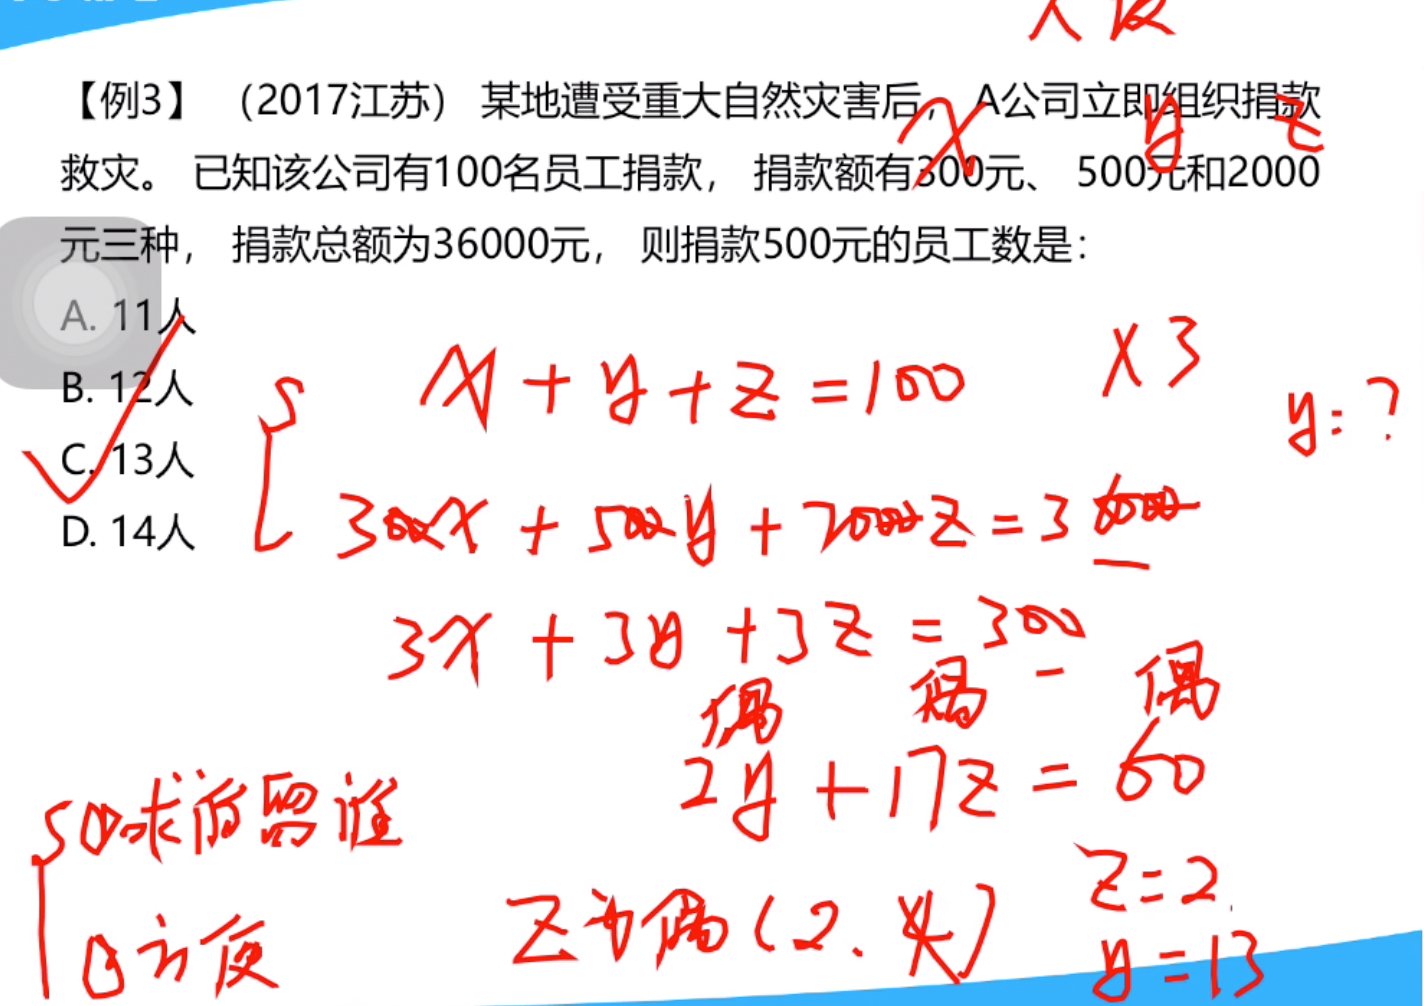 x y z
【例3】 （2017江苏） 某地遭受重大自然灾害后， A公司立即组织捐款
救灾。 已知该公司有100名员工捐款， 捐款额有300元、 500元和2000
元三种， 捐款总额为36000元， 则捐款500元的员工数是：
A. 11人
B. 12人
C. 13人
D. 14人
x + y + z = 100 ×3
y = ?
300x + 500y + 2000z = 36000
3x + 3y + 3z = 300
偶 偶 偶
2y + 17z = 60
①求谁留谁
②方便
z为偶(2. 4)
z = 2
y = 13